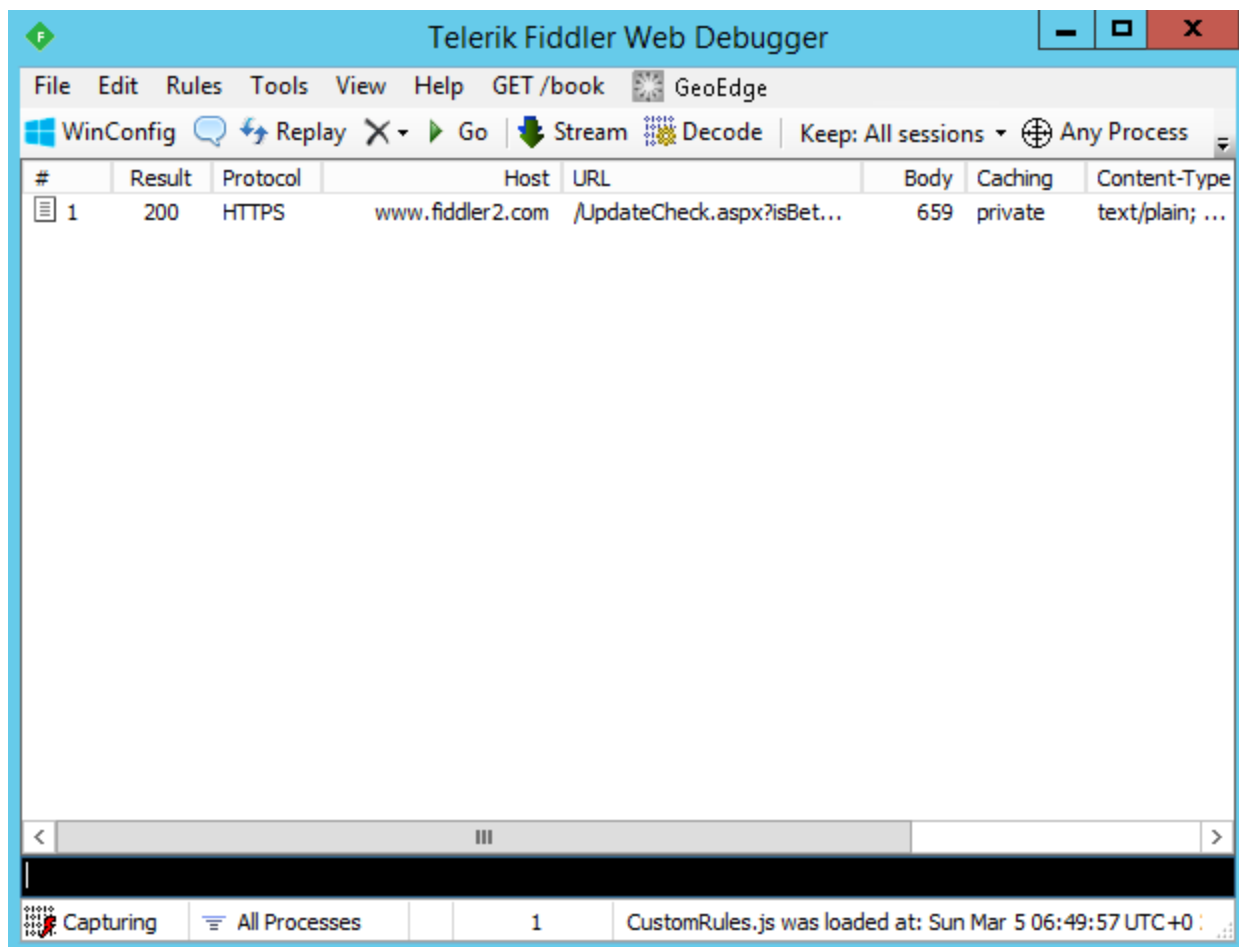 Telerik Fiddler Web Debugger
File Edit Rules Tools View Help GET /book GeoEdge
WinConfig Replay Go Stream Decode Keep: All sessions Any Process
# Result Protocol Host URL Body Caching Content-Type
1 200 HTTPS www.fiddler2.com /UpdateCheck.aspx?isBet... 659 private text/plain; ...
Capturing All Processes 1 CustomRules.js was loaded at: Sun Mar 5 06:49:57 UTC+0